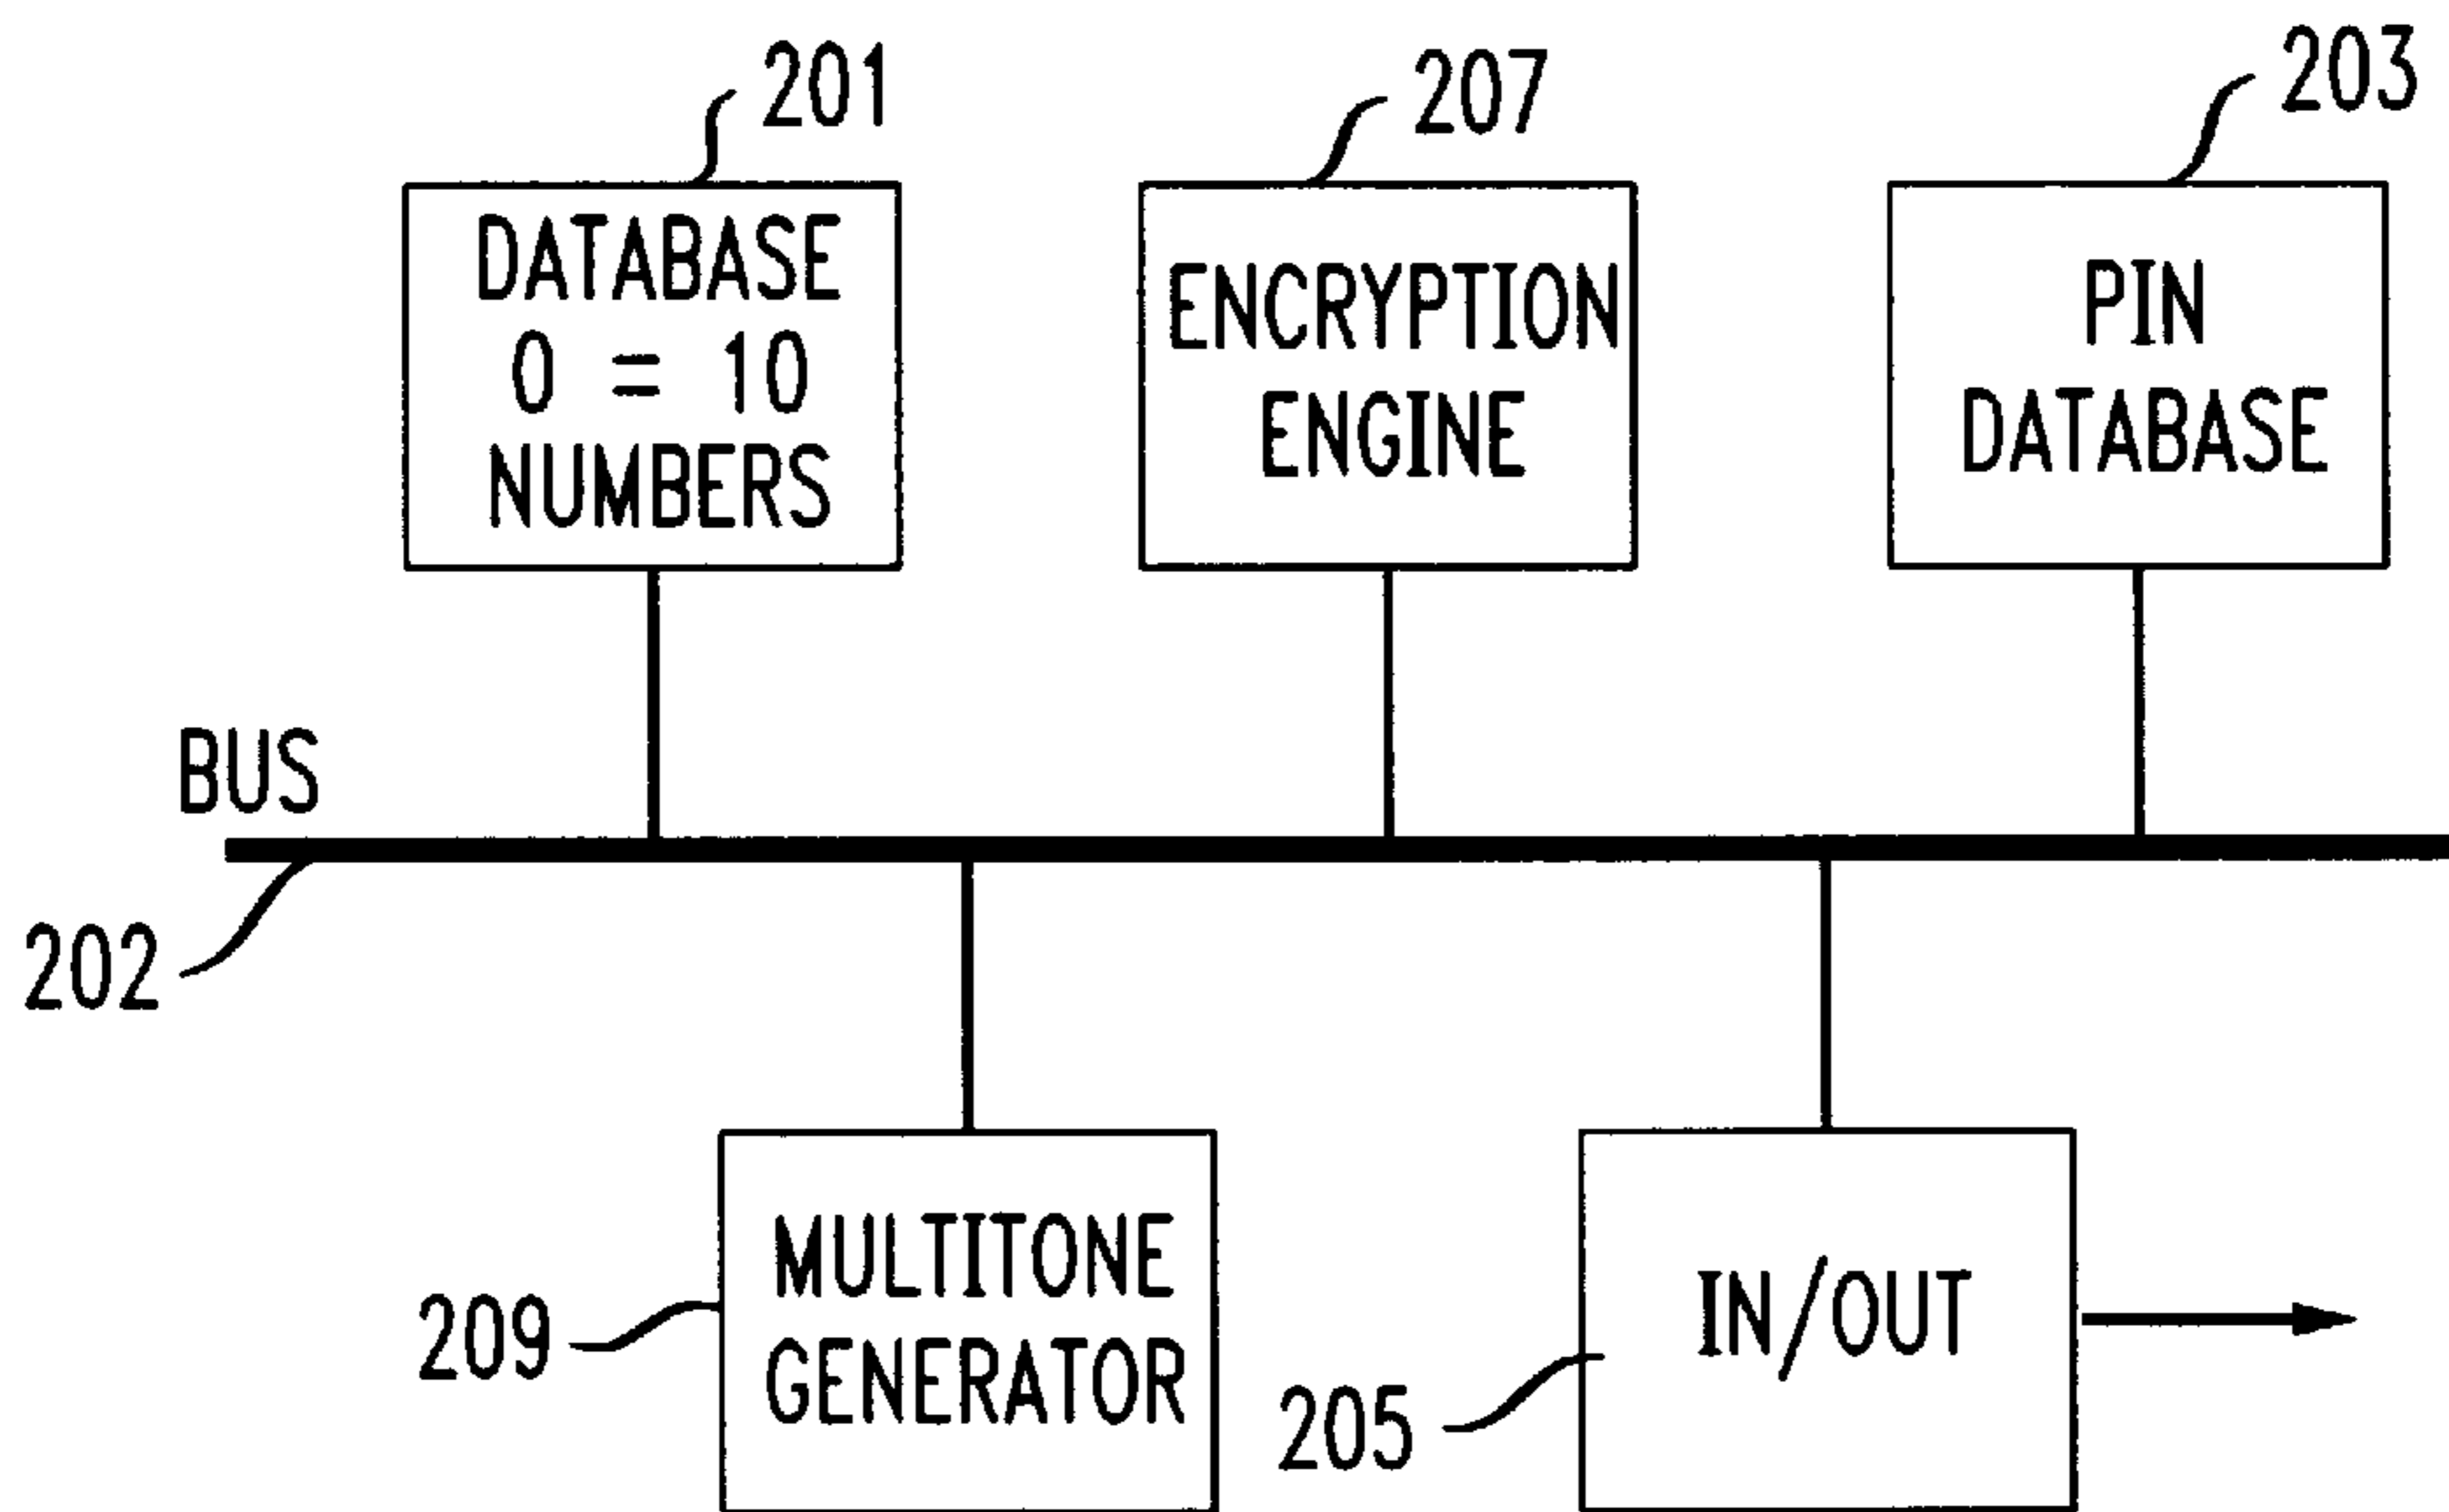 201
207
203
DATABASE
0 = 10
NUMBERS
ENCRYPTION
ENGINE
PIN
DATABASE
BUS
202
MULTITONE
GENERATOR
209
IN/OUT
205